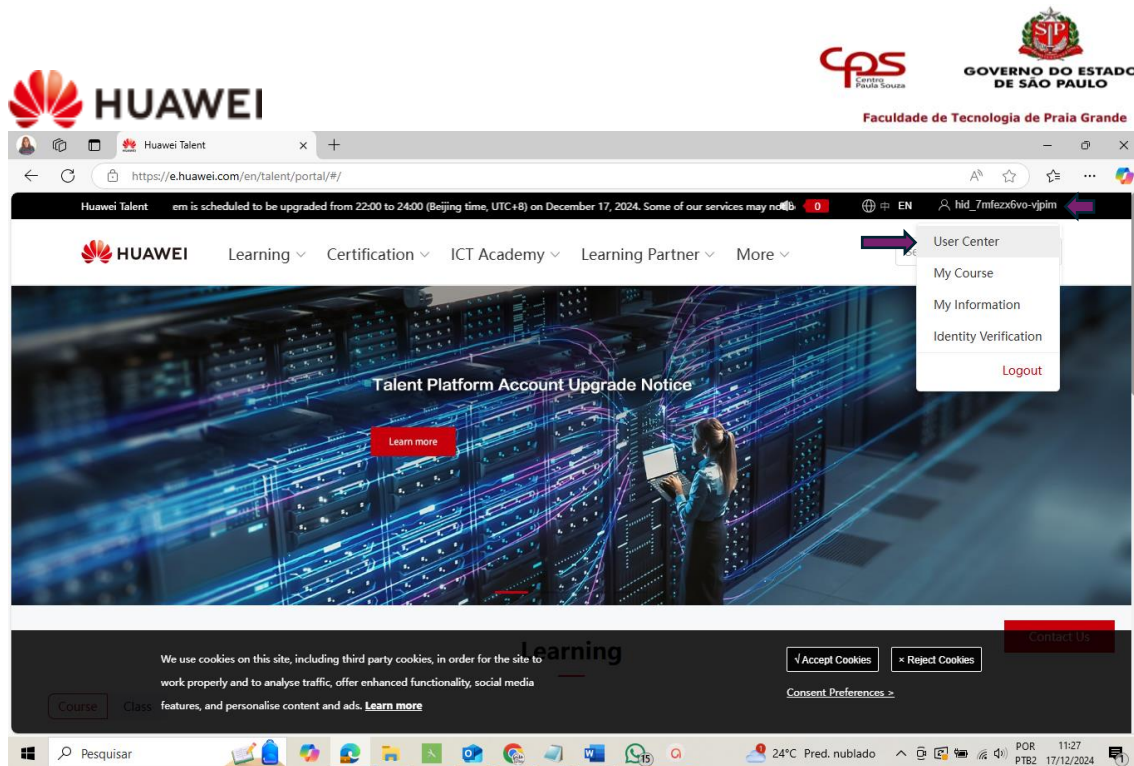 SP
cps
Centro
Paula Souza
GOVERNO DO ESTADO
DE SÃO PAULO
HUAWEI
Faculdade de Tecnologia de Praia Grande
Huawei Talent
https://e.huawei.com/en/talent/portal/#/
Huawei Talent em is scheduled to be upgraded from 22:00 to 24:00 (Beijing time, UTC+8) on December 17, 2024. Some of our services may no 0 中 EN hid_7mfezx6vo-vjpim
HUAWEI Learning Certification ICT Academy Learning Partner More
User Center
My Course
My Information
Identity Verification
Logout
Talent Platform Account Upgrade Notice
Learn more
Learning
Contact Us
We use cookies on this site, including third party cookies, in order for the site to
work properly and to analyse traffic, offer enhanced functionality, social media
features, and personalise content and ads. Learn more
√ Accept Cookies × Reject Cookies
Consent Preferences >
Course Class
Pesquisar 15 24°C Pred. nublado POR 11:27
PTB2 17/12/2024 1